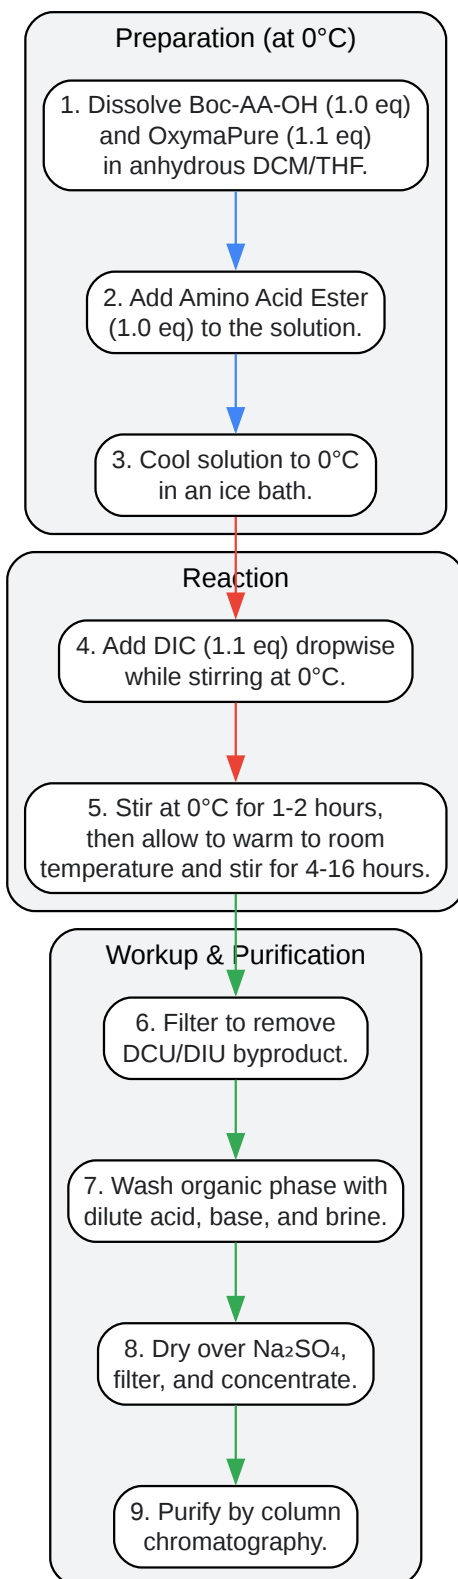 Preparation (at 0°C)
1. Dissolve Boc-AA-OH (1.0 eq)
and OxymaPure (1.1 eq)
in anhydrous DCM/THF.
2. Add Amino Acid Ester
(1.0 eq) to the solution.
3. Cool solution to 0°C
in an ice bath.
Reaction
4. Add DIC (1.1 eq) dropwise
while stirring at 0°C.
5. Stir at 0°C for 1-2 hours,
then allow to warm to room
temperature and stir for 4-16 hours.
Workup & Purification
6. Filter to remove
DCU/DIU byproduct.
7. Wash organic phase with
dilute acid, base, and brine.
8. Dry over Na₂SO₄,
filter, and concentrate.
9. Purify by column
chromatography.